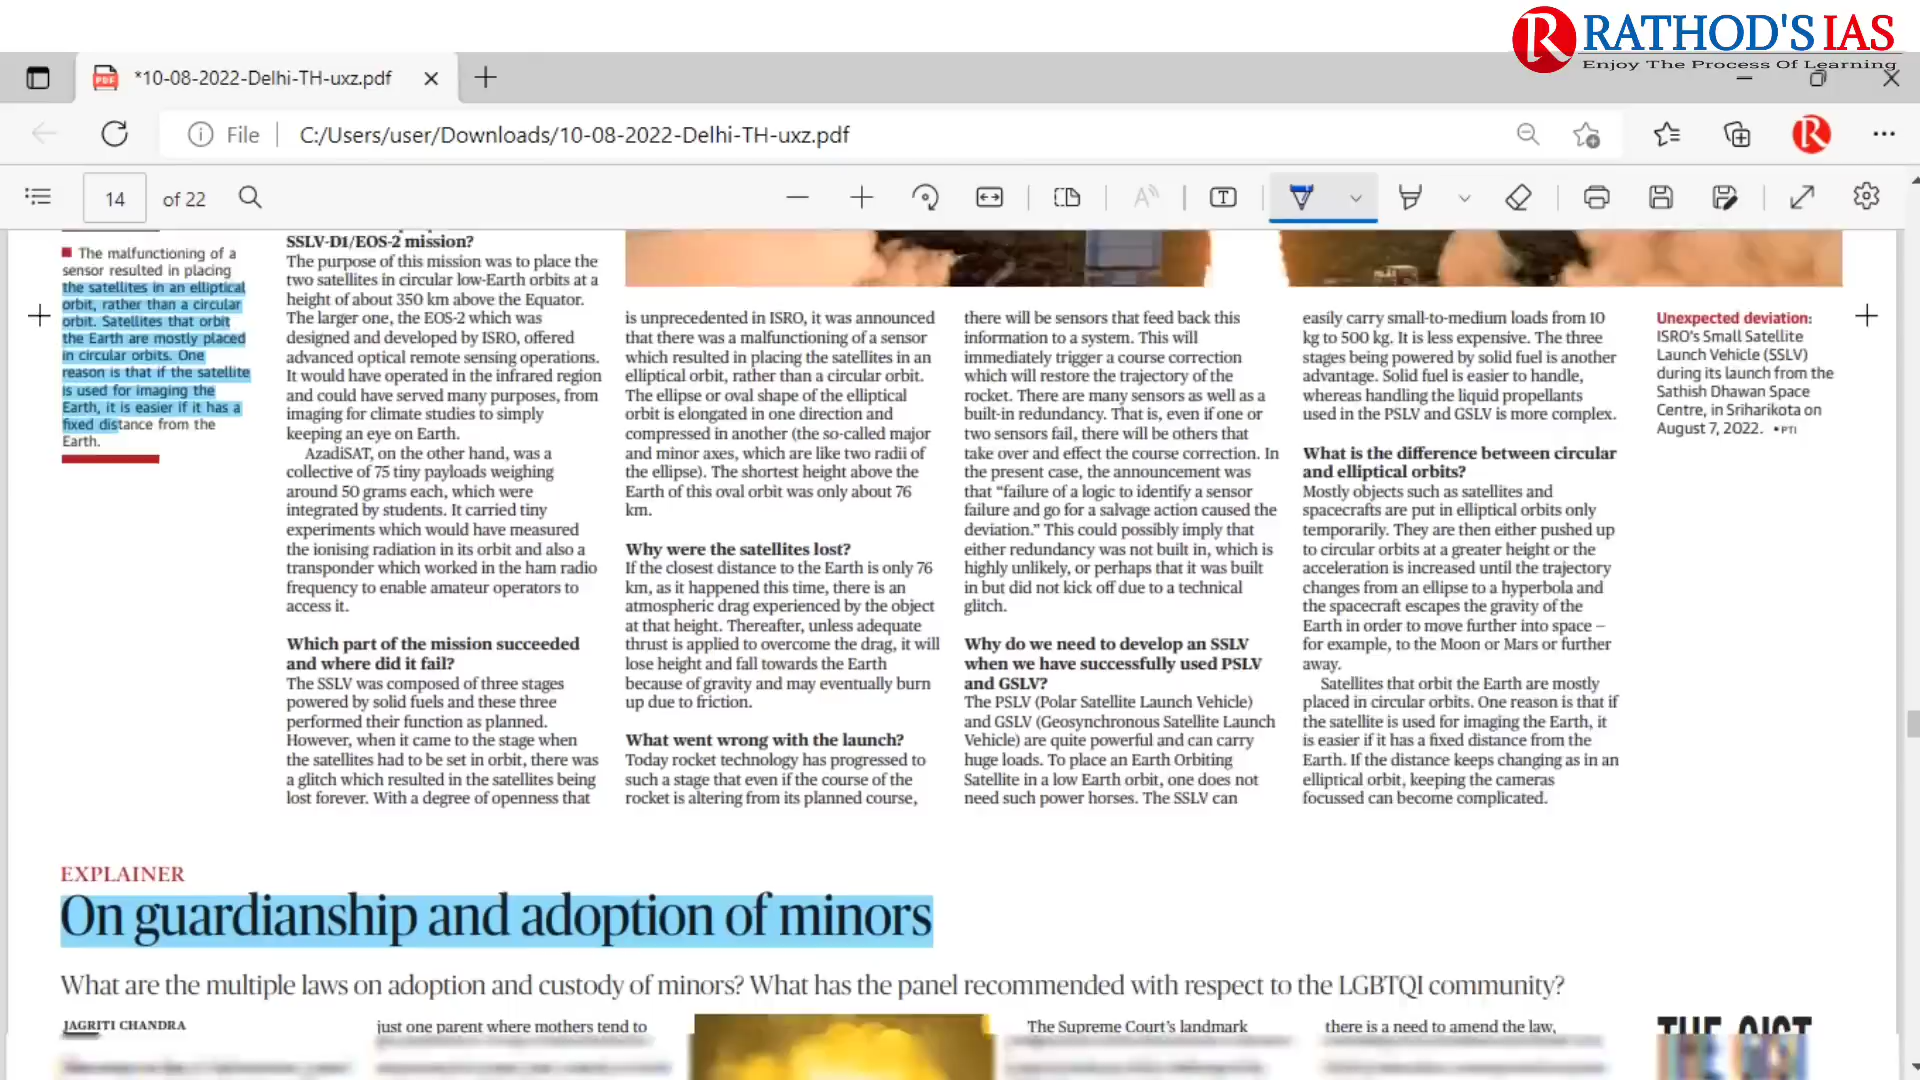 RATHOD'S IAS
Enjoy The Process Of Learning
*10-08-2022-Delhi-TH-uxz.pdf
File
C:/Users/user/Downloads/10-08-2022-Delhi-TH-uxz.pdf
14 of 22
The malfunctioning of a
sensor resulted in placing
the satellites in an elliptical
orbit, rather than a circular
orbit. Satellites that orbit
the Earth are mostly placed
in circular orbits. One
reason is that if the satellite
is used for imaging the
Earth, it is easier if it has a
fixed distance from the
Earth.
SSLV-D1/EOS-2 mission?
The purpose of this mission was to place the
two satellites in circular low-Earth orbits at a
height of about 350 km above the Equator.
The larger one, the EOS-2 which was
designed and developed by ISRO, offered
advanced optical remote sensing operations.
It would have operated in the infrared region
and could have served many purposes, from
imaging for climate studies to simply
keeping an eye on Earth.
AzadiSAT, on the other hand, was a
collective of 75 tiny payloads weighing
around 50 grams each, which were
integrated by students. It carried tiny
experiments which would have measured
the ionising radiation in its orbit and also a
transponder which worked in the ham radio
frequency to enable amateur operators to
access it.
Which part of the mission succeeded
and where did it fail?
The SSLV was composed of three stages
powered by solid fuels and these three
performed their function as planned.
However, when it came to the stage when
the satellites had to be set in orbit, there was
a glitch which resulted in the satellites being
lost forever. With a degree of openness that
is unprecedented in ISRO, it was announced
that there was a malfunctioning of a sensor
which resulted in placing the satellites in an
elliptical orbit, rather than a circular orbit.
The ellipse or oval shape of the elliptical
orbit is elongated in one direction and
compressed in another (the so-called major
and minor axes, which are like two radii of
the ellipse). The shortest height above the
Earth of this oval orbit was only about 76
km.
Why were the satellites lost?
If the closest distance to the Earth is only 76
km, as it happened this time, there is an
atmospheric drag experienced by the object
at that height. Thereafter, unless adequate
thrust is applied to overcome the drag, it will
lose height and fall towards the Earth
because of gravity and may eventually burn
up due to friction.
What went wrong with the launch?
Today rocket technology has progressed to
such a stage that even if the course of the
rocket is altering from its planned course,
there will be sensors that feed back this
information to a system. This will
immediately trigger a course correction
which will restore the trajectory of the
rocket. There are many sensors as well as a
built-in redundancy. That is, even if one or
two sensors fail, there will be others that
take over and effect the course correction. In
the present case, the announcement was
that “failure of a logic to identify a sensor
failure and go for a salvage action caused the
deviation.” This could possibly imply that
either redundancy was not built in, which is
highly unlikely, or perhaps that it was built
in but did not kick off due to a technical
glitch.
Why do we need to develop an SSLV
when we have successfully used PSLV
and GSLV?
The PSLV (Polar Satellite Launch Vehicle)
and GSLV (Geosynchronous Satellite Launch
Vehicle) are quite powerful and can carry
huge loads. To place an Earth Orbiting
Satellite in a low Earth orbit, one does not
need such power horses. The SSLV can
easily carry small-to-medium loads from 10
kg to 500 kg. It is less expensive. The three
stages being powered by solid fuel is another
advantage. Solid fuel is easier to handle,
whereas handling the liquid propellants
used in the PSLV and GSLV is more complex.
What is the difference between circular
and elliptical orbits?
Mostly objects such as satellites and
spacecrafts are put in elliptical orbits only
temporarily. They are then either pushed up
to circular orbits at a greater height or the
acceleration is increased until the trajectory
changes from an ellipse to a hyperbola and
the spacecraft escapes the gravity of the
Earth in order to move further into space –
for example, to the Moon or Mars or further
away.
Satellites that orbit the Earth are mostly
placed in circular orbits. One reason is that if
the satellite is used for imaging the Earth, it
is easier if it has a fixed distance from the
Earth. If the distance keeps changing as in an
elliptical orbit, keeping the cameras
focussed can become complicated.
Unexpected deviation:
ISRO's Small Satellite
Launch Vehicle (SSLV)
during its launch from the
Sathish Dhawan Space
Centre, in Sriharikota on
August 7, 2022. •PTI
EXPLAINER
On guardianship and adoption of minors
What are the multiple laws on adoption and custody of minors? What has the panel recommended with respect to the LGBTQI community?
JAGRITI CHANDRA
just one parent where mothers tend to
The Supreme Court's landmark
there is a need to amend the law,
THE GIST